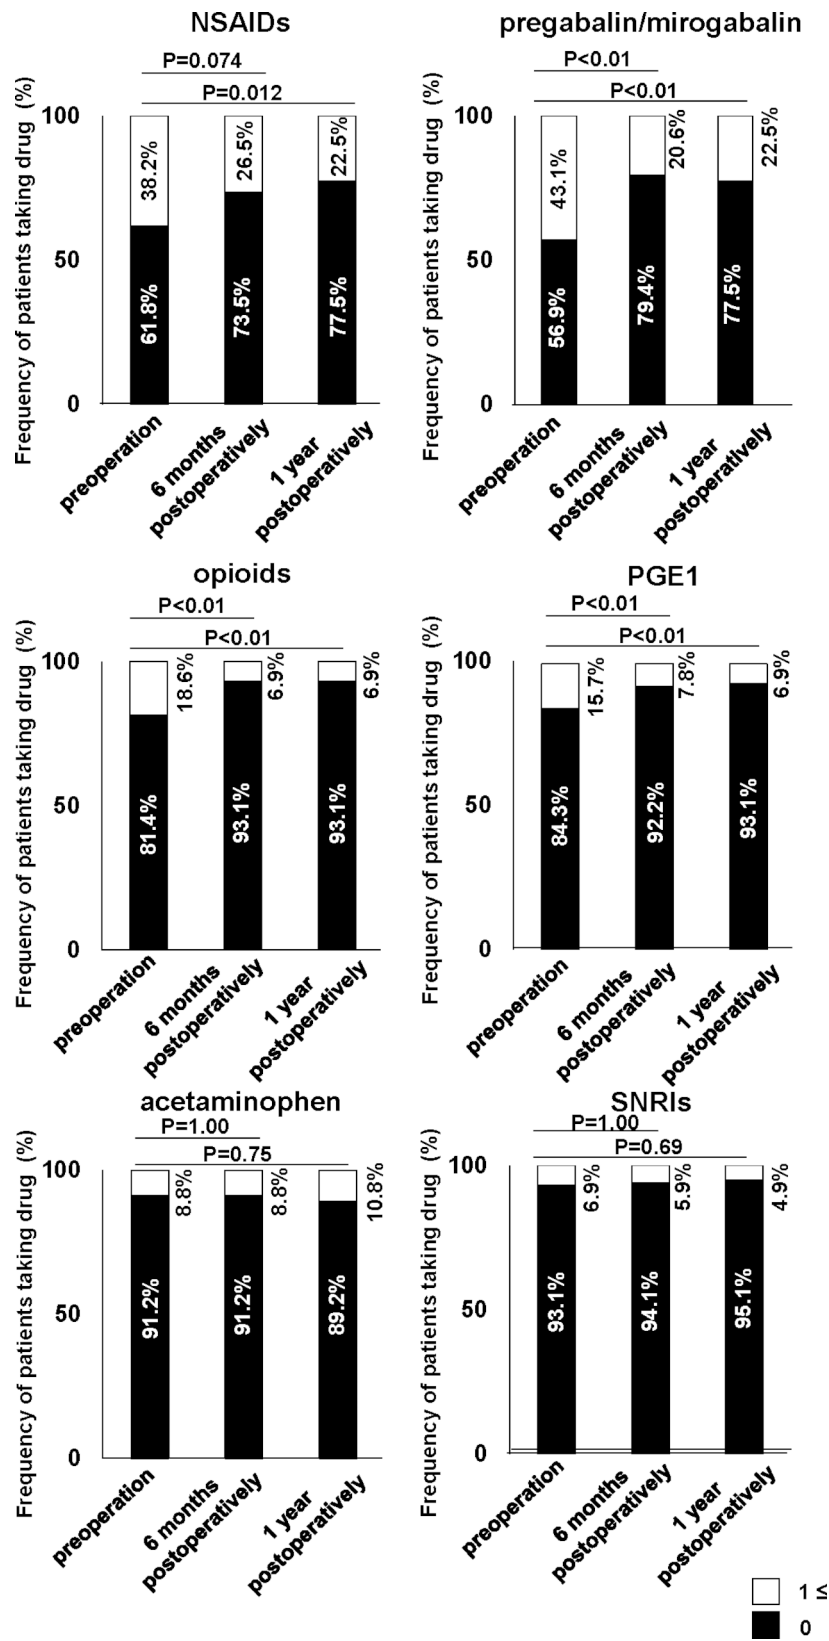 NSAIDs
P=0.074
P=0.012
Frequency of patients taking drug (%)
100
50
0
38.2%
26.5%
22.5%
61.8%
73.5%
77.5%
preoperation
6 months
postoperatively
1 year
postoperatively
pregabalin/mirogabalin
P<0.01
P<0.01
Frequency of patients taking drug (%)
100
50
0
43.1%
20.6%
22.5%
56.9%
79.4%
77.5%
preoperation
6 months
postoperatively
1 year
postoperatively
opioids
P<0.01
P<0.01
Frequency of patients taking drug (%)
100
50
0
18.6%
6.9%
6.9%
81.4%
93.1%
93.1%
preoperation
6 months
postoperatively
1 year
postoperatively
PGE1
P<0.01
P<0.01
Frequency of patients taking drug (%)
100
50
0
15.7%
7.8%
6.9%
84.3%
92.2%
93.1%
preoperation
6 months
postoperatively
1 year
postoperatively
acetaminophen
P=1.00
P=0.75
Frequency of patients taking drug (%)
100
50
0
8.8%
8.8%
10.8%
91.2%
91.2%
89.2%
preoperation
6 months
postoperatively
1 year
postoperatively
SNRIs
P=1.00
P=0.69
Frequency of patients taking drug (%)
100
50
0
6.9%
5.9%
4.9%
93.1%
94.1%
95.1%
preoperation
6 months
postoperatively
1 year
postoperatively
1 ≤
0